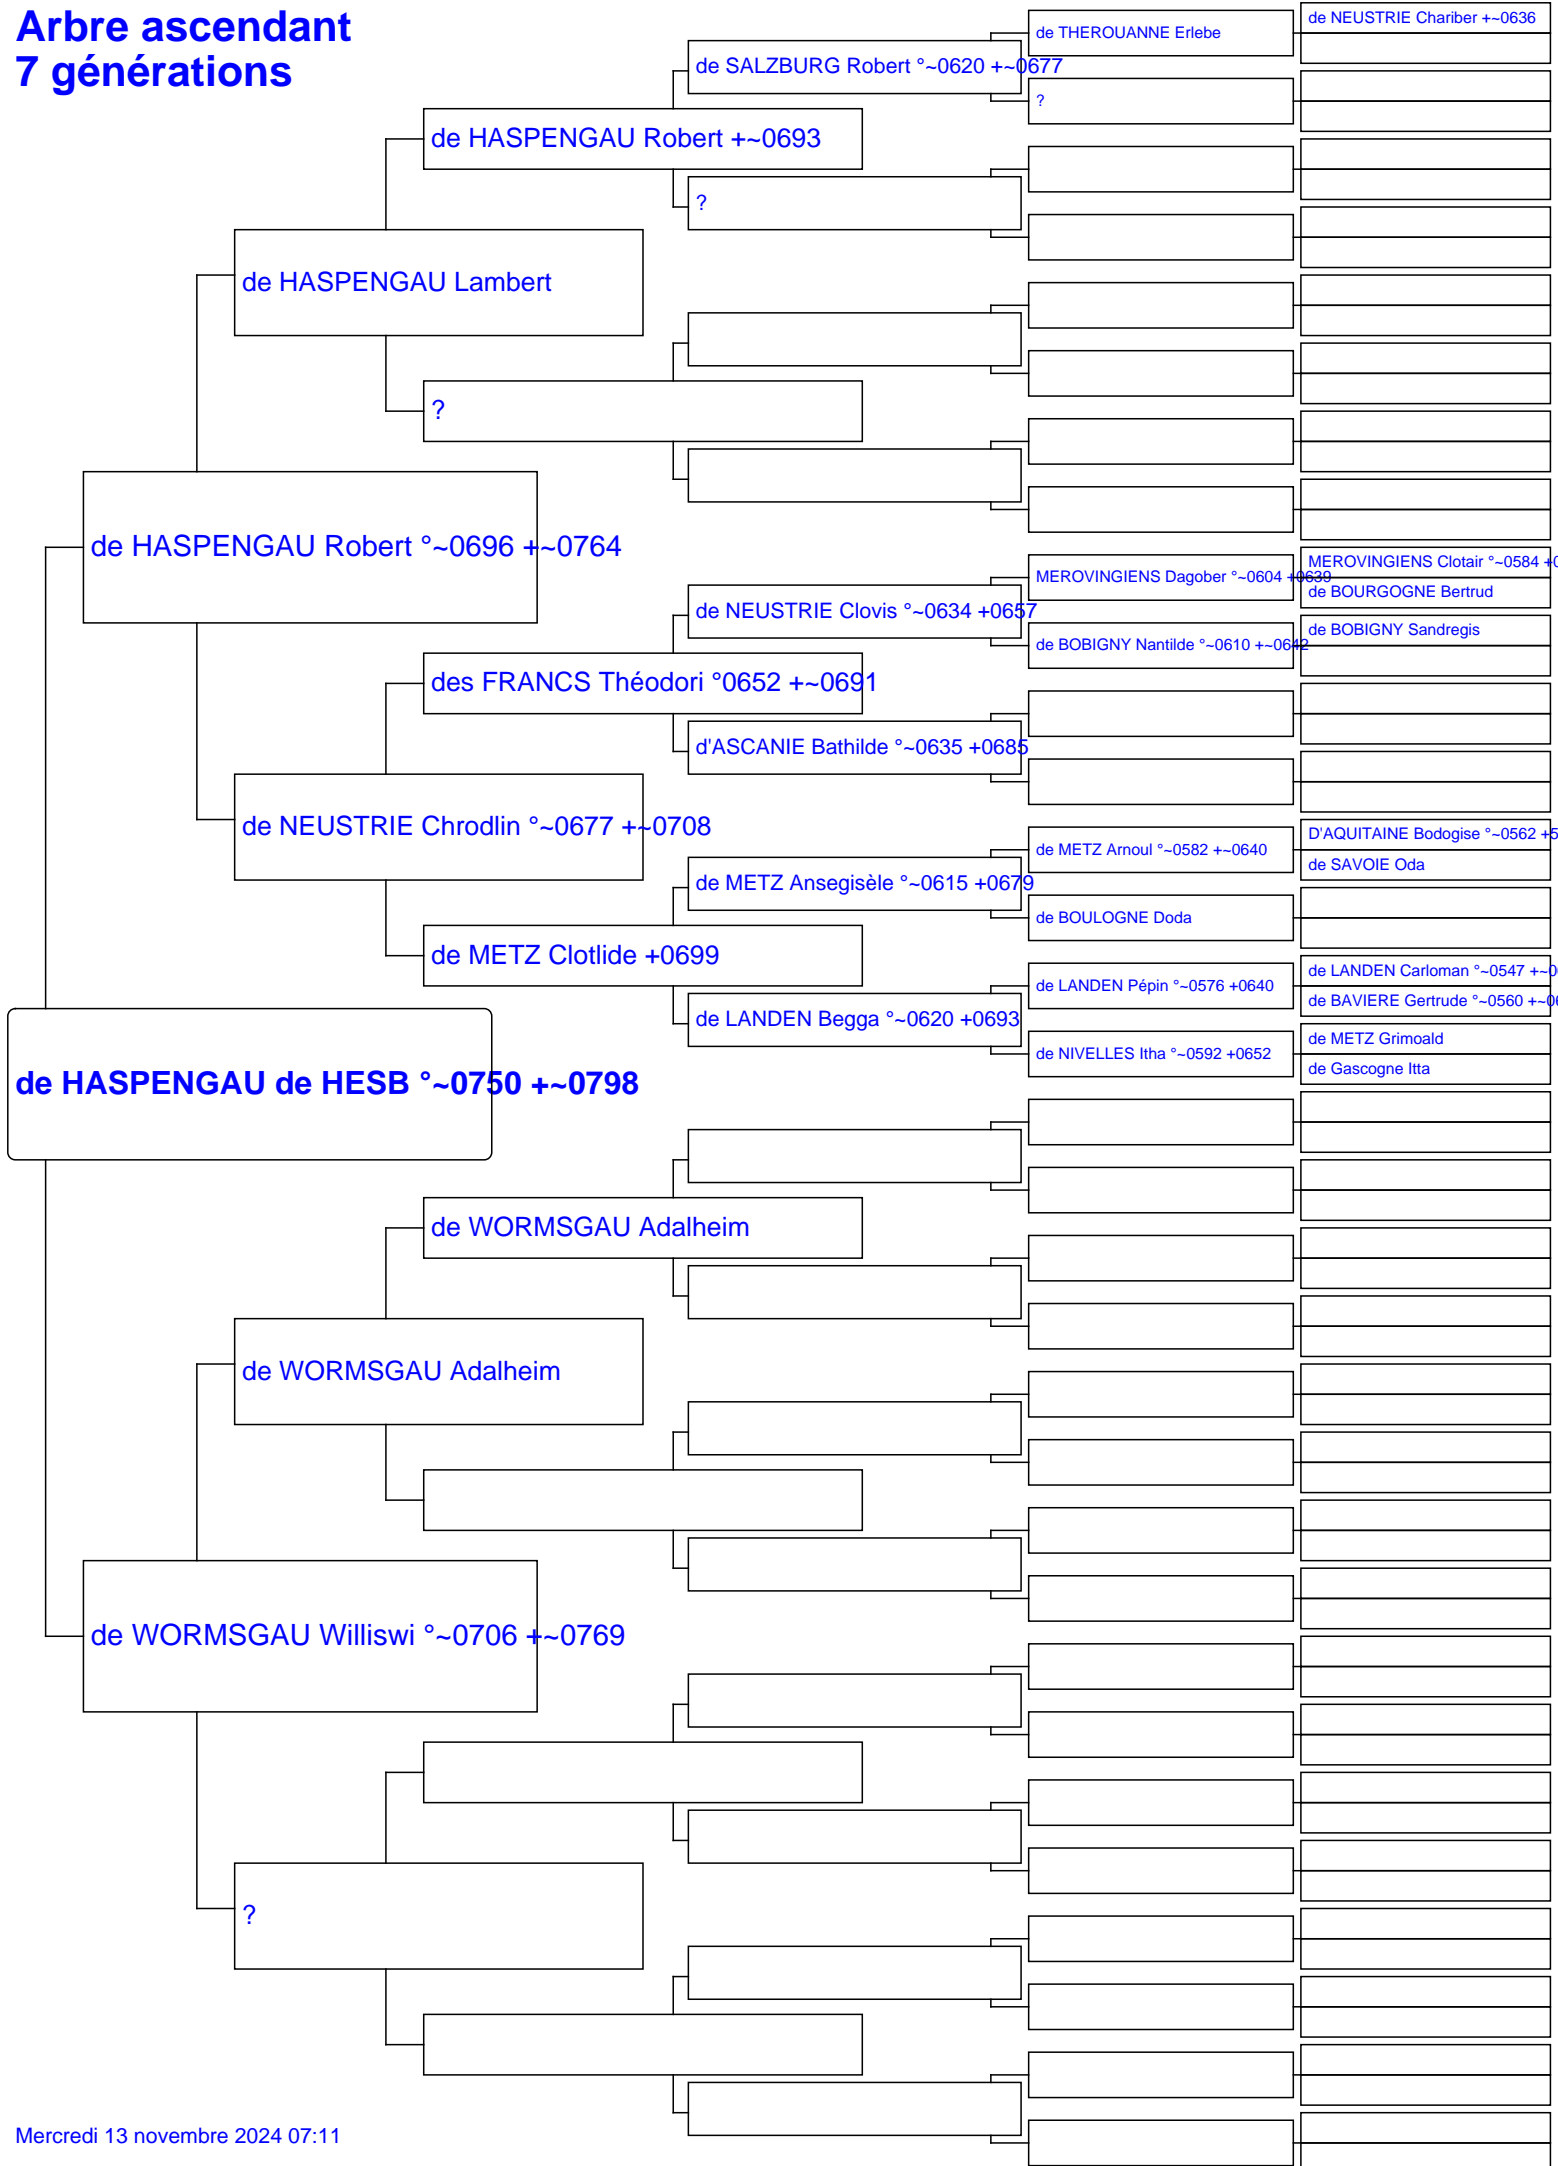 Arbre ascendant
7 générations
de NEUSTRIE Chariber +~0636
de THEROUANNE Erlebe
de SALZBURG Robert °~0620 +~0677
?
de HASPENGAU Robert +~0693
?
de HASPENGAU Lambert
?
de HASPENGAU Robert °~0696 +~0764
MEROVINGIENS Clotair °~0584 +0
MEROVINGIENS Dagober °~0604 +0639
de BOURGOGNE Bertrud
de NEUSTRIE Clovis °~0634 +0657
de BOBIGNY Sandregis
de BOBIGNY Nantilde °~0610 +~0642
des FRANCS Théodori °0652 +~0691
d'ASCANIE Bathilde °~0635 +0685
de NEUSTRIE Chrodlin °~0677 +~0708
D'AQUITAINE Bodogise °~0562 +5
de METZ Arnoul °~0582 +~0640
de SAVOIE Oda
de METZ Ansegisèle °~0615 +0679
de BOULOGNE Doda
de METZ Clotlide +0699
de LANDEN Carloman °~0547 +~0
de LANDEN Pépin °~0576 +0640
de BAVIERE Gertrude °~0560 +~06
de LANDEN Begga °~0620 +0693
de METZ Grimoald
de NIVELLES Itha °~0592 +0652
de Gascogne Itta
de HASPENGAU de HESB °~0750 +~0798
de WORMSGAU Adalheim
de WORMSGAU Adalheim
de WORMSGAU Williswi °~0706 +~0769
?
Mercredi 13 novembre 2024 07:11